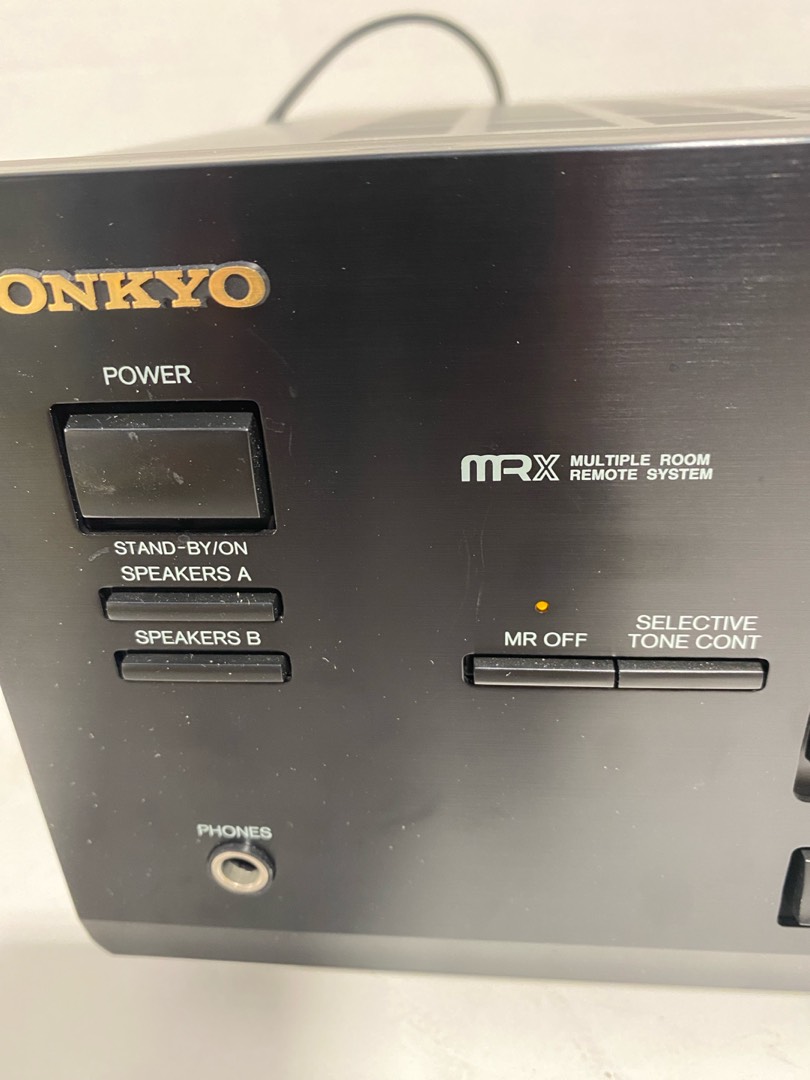 ONKYO
POWER
STAND-BY/ON
SPEAKERS A
SPEAKERS B
PHONES
MRX MULTIPLE ROOM
REMOTE SYSTEM
MR OFF
SELECTIVE
TONE CONT